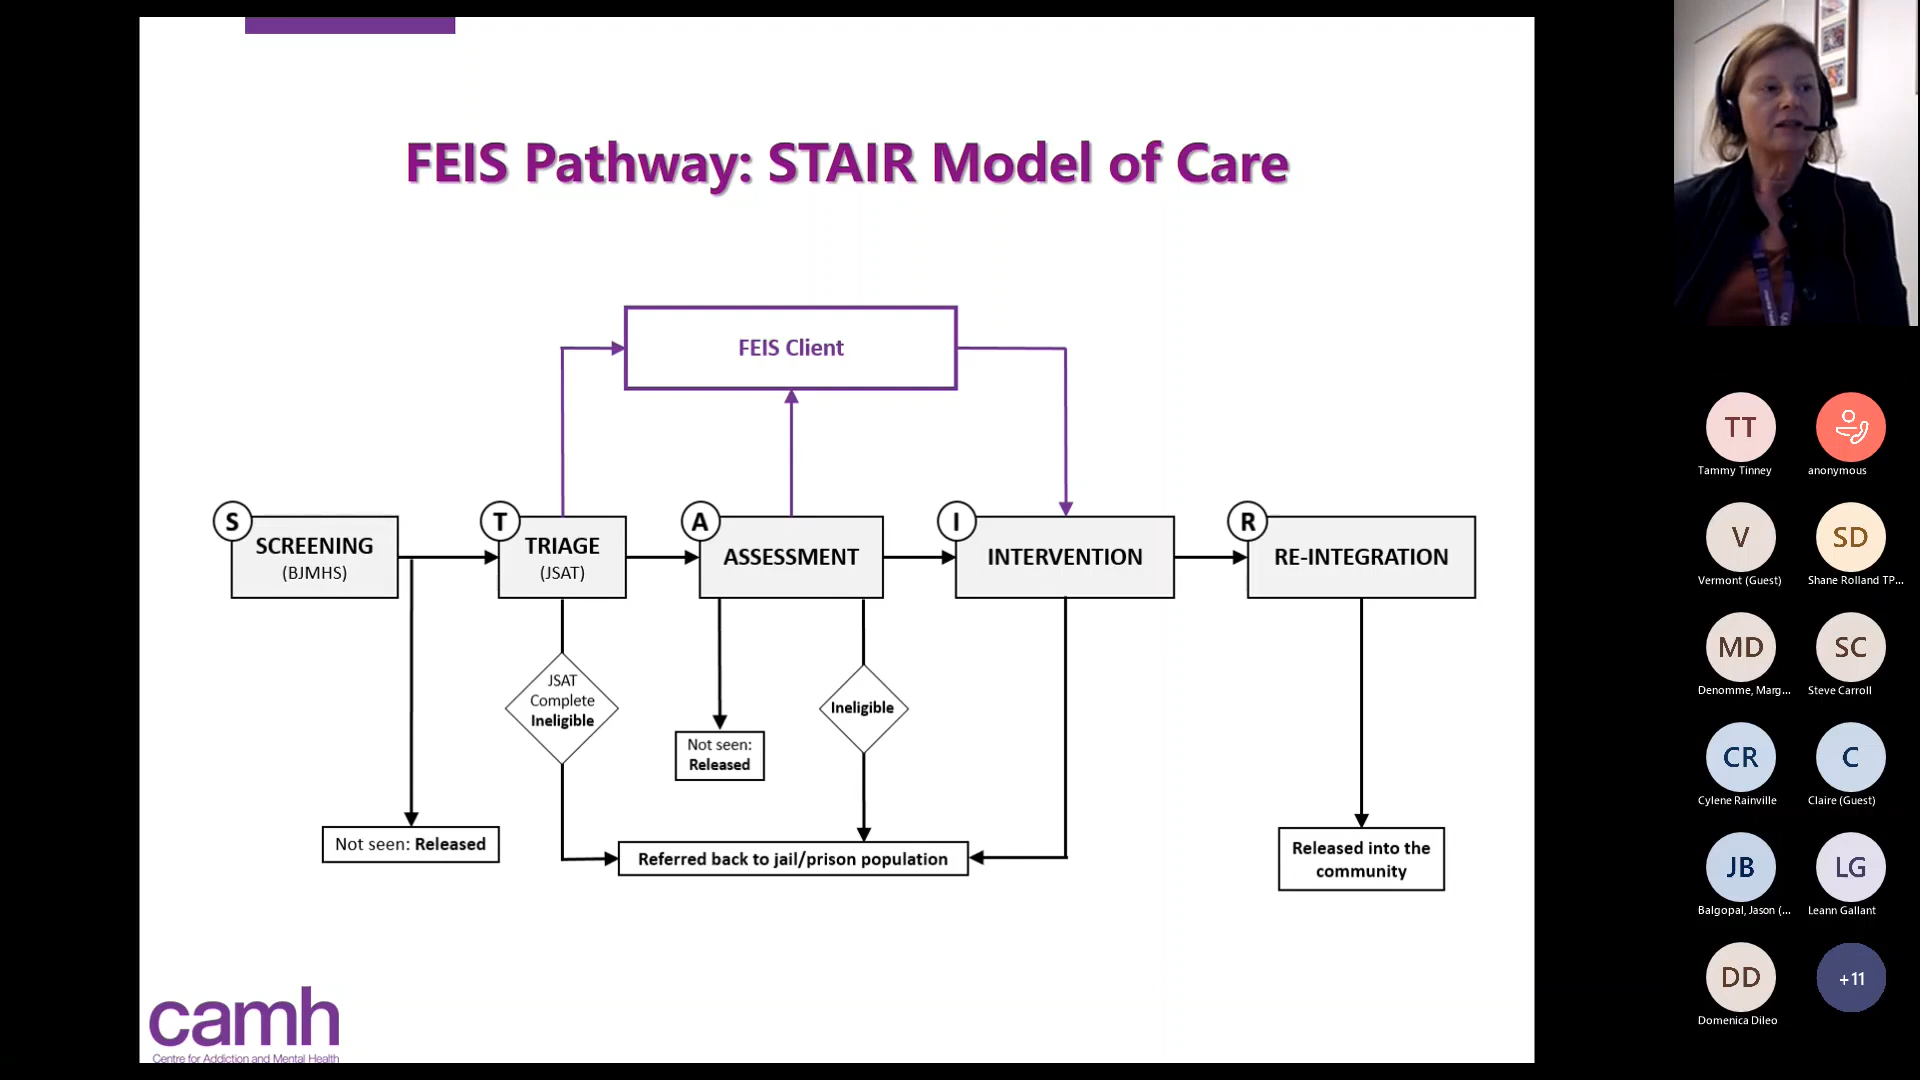 FEIS Pathway: STAIR Model of Care
FEIS Client
S
SCREENING
(BJMHS)
T
TRIAGE
(JSAT)
A
ASSESSMENT
I
INTERVENTION
R
RE-INTEGRATION
JSAT
Complete
Ineligible
Ineligible
Not seen:
Released
Not seen: Released
Referred back to jail/prison population
Released into the
community
camh
Centre for Addiction and Mental Health
TT
Tammy Tinney
anonymous
V
Vermont (Guest)
SD
Shane Rolland TP...
MD
Denomme, Marg...
SC
Steve Carroll
CR
Cylene Rainville
C
Claire (Guest)
JB
Balgopal, Jason (...
LG
Leann Gallant
DD
Domenica Dileo
+11